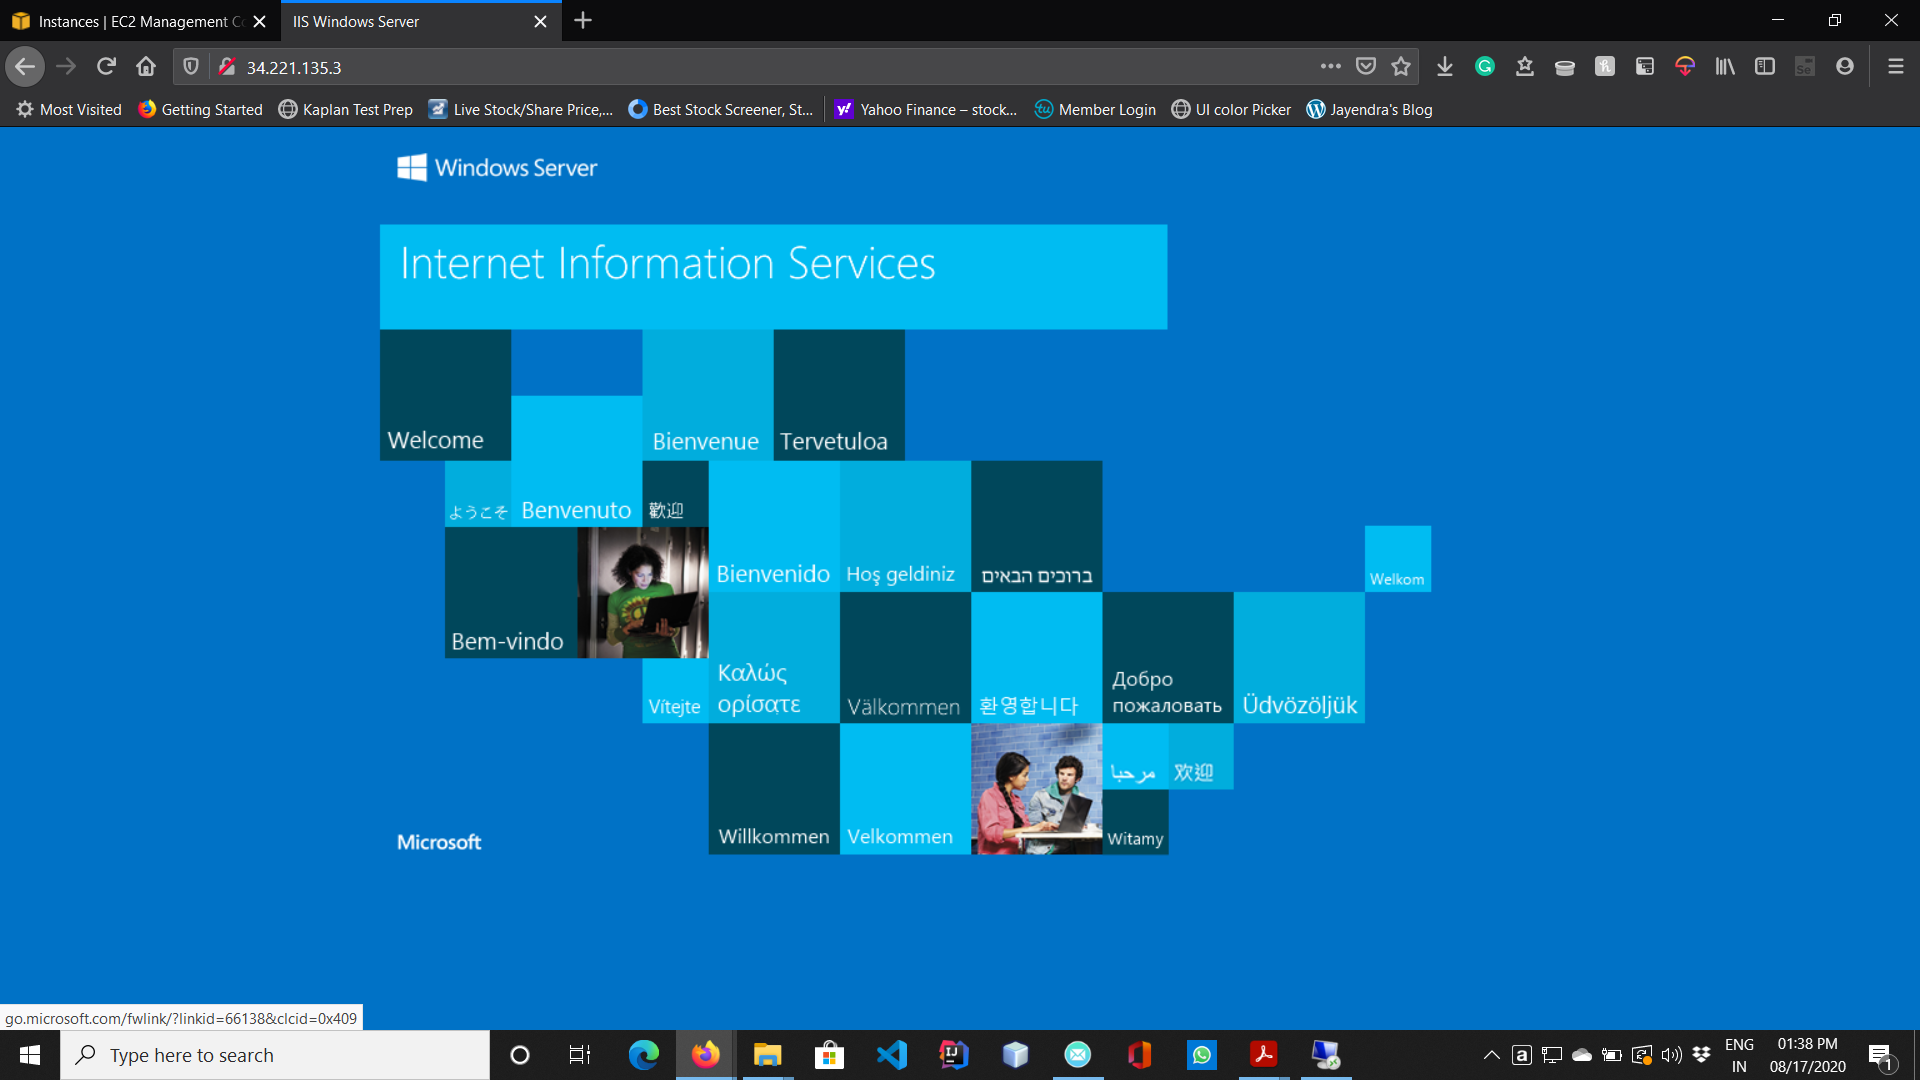 Instances | EC2 Management Co
IIS Windows Server
34.221.135.3
Most Visited
Getting Started
Kaplan Test Prep
Live Stock/Share Price,...
Best Stock Screener, St...
Yahoo Finance – stock...
Member Login
UI color Picker
Jayendra's Blog
Windows Server
Internet Information Services
Welcome
Bienvenue
Tervetuloa
ようこそ
Benvenuto
歡迎
Bienvenido
Hoş geldiniz
ברוכים הבאים
Welkom
Bem-vindo
Vítejte
Καλώς
ορίσατε
Välkommen
환영합니다
Добро
пожаловать
Üdvözöljük
مرحبا
欢迎
Microsoft
Willkommen
Velkommen
Witamy
go.microsoft.com/fwlink/?linkid=66138&clcid=0x409
Type here to search
ENG
IN
01:38 PM
08/17/2020
1